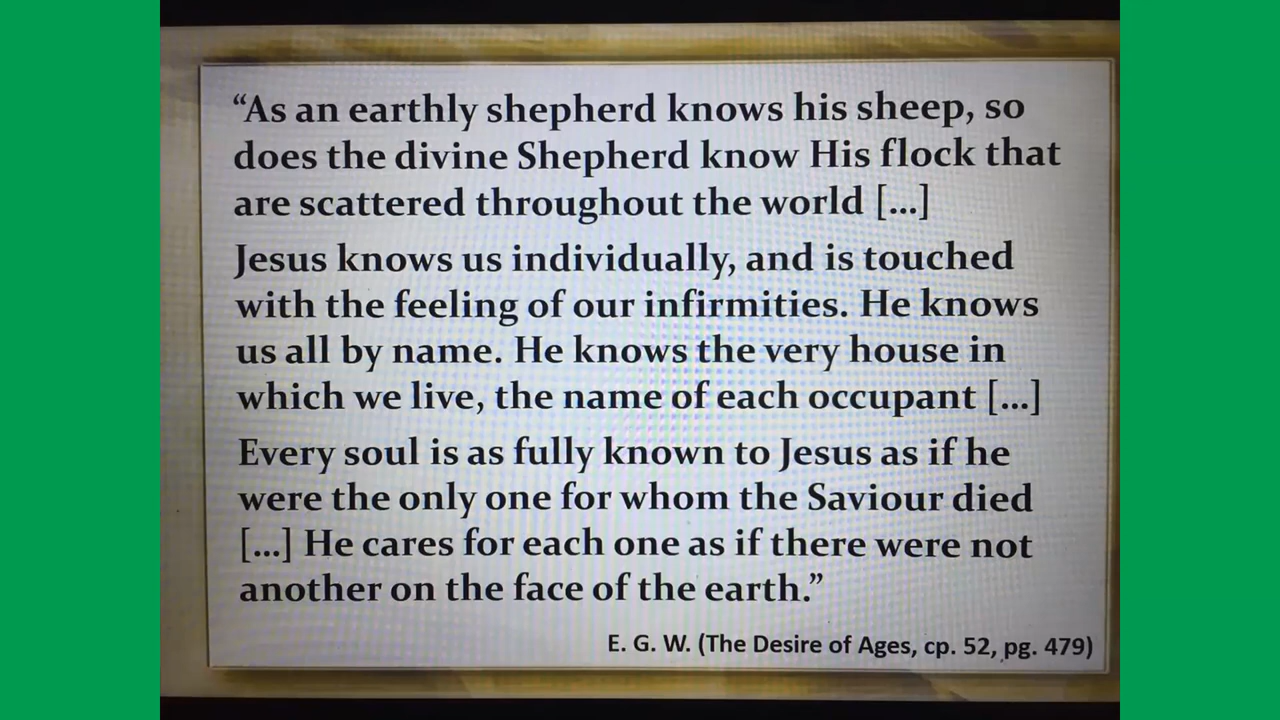 “As an earthly shepherd knows his sheep, so
does the divine Shepherd know His flock that
are scattered throughout the world [...]
Jesus knows us individually, and is touched
with the feeling of our infirmities. He knows
us all by name. He knows the very house in
which we live, the name of each occupant [...]
Every soul is as fully known to Jesus as if he
were the only one for whom the Saviour died
[...] He cares for each one as if there were not
another on the face of the earth.”
E. G. W. (The Desire of Ages, cp. 52, pg. 479)